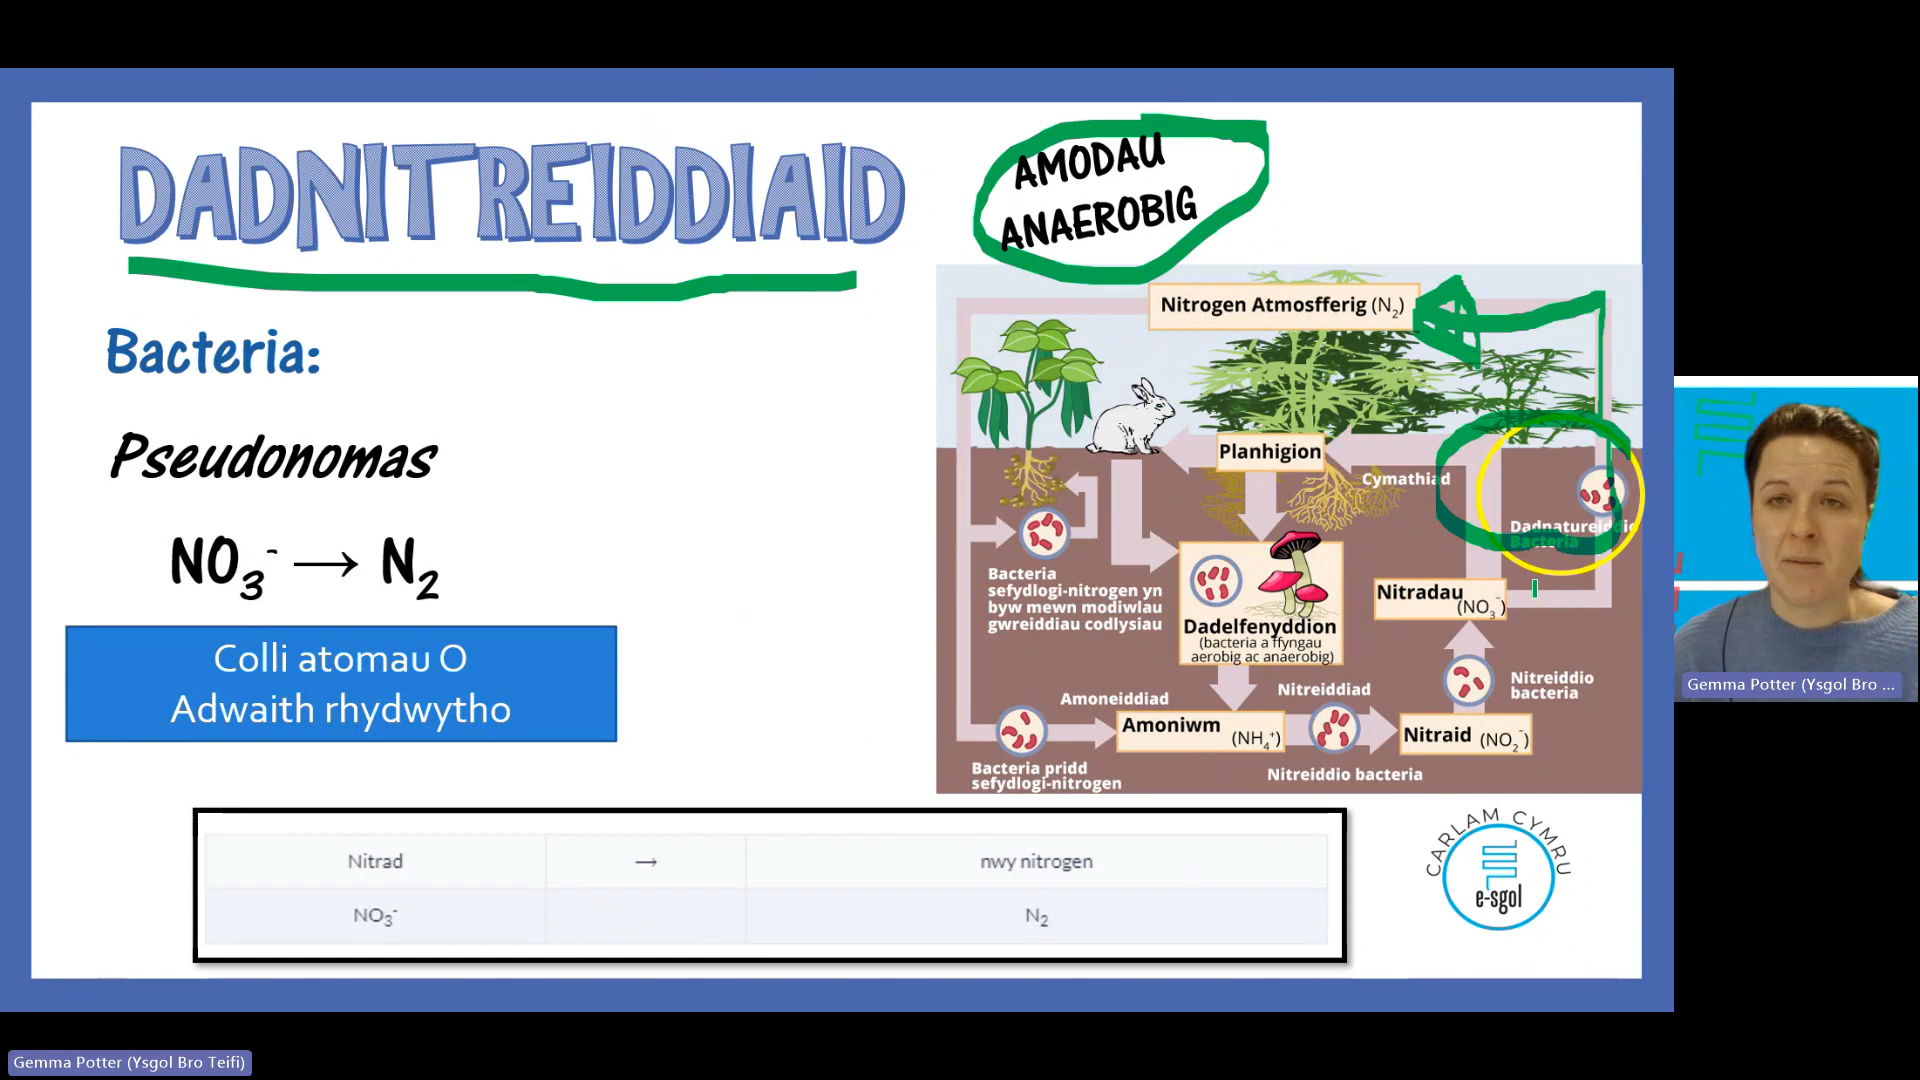 DADNITREIDDIAID
AMODAU
ANAEROBIG
Bacteria:
Pseudonomas
NO₃⁻ → N₂
Colli atomau O
Adwaith rhydwytho
Nitrogen Atmosfferig (N₂)
Planhigion
Cymathiad
Dadnatureiddio
Bacteria
Bacteria
sefydlogi-nitrogen yn
byw mewn modiwlau
gwreiddiau codlysiau
Dadelfenyddion
(bacteria a ffyngau
aerobig ac anaerobig)
Nitradau
(NO₃⁻)
Nitreiddio
bacteria
Amoneiddiad
Nitreiddiad
Amoniwm (NH₄⁺)
Nitraid (NO₂⁻)
Bacteria pridd
sefydlogi-nitrogen
Nitreiddio bacteria
Nitrad → nwy nitrogen
NO₃⁻ N₂
CARLAM CYMRU
e-sgol
Gemma Potter (Ysgol Bro ...
Gemma Potter (Ysgol Bro Teifi)